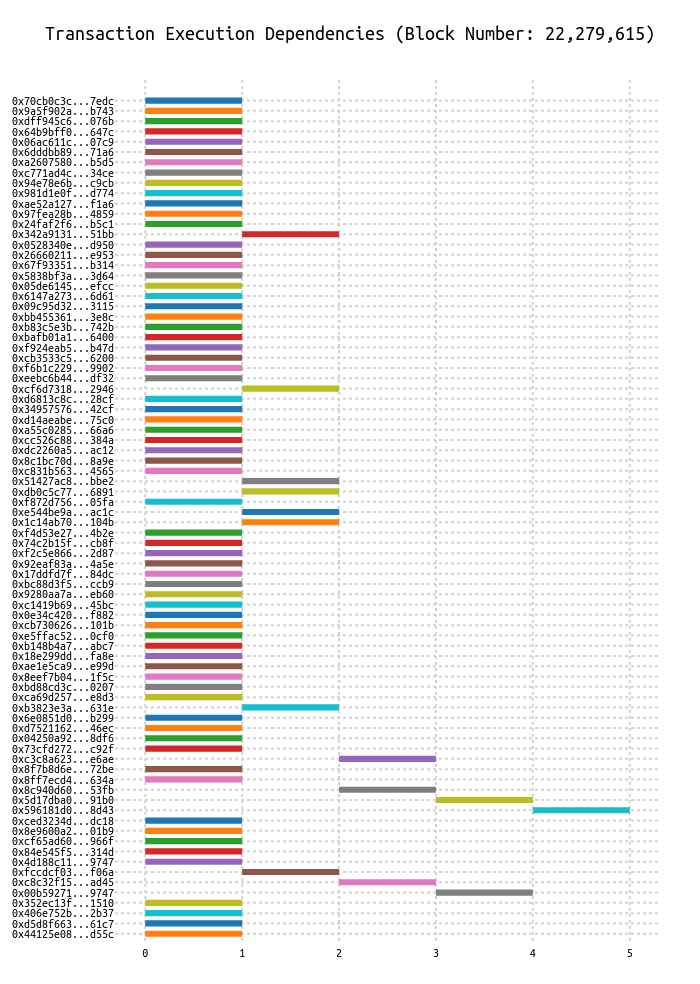 Transaction Execution Dependencies (Block Number: 22,279,615)
0x70cb0c3c...7edc
0x9a5f902a...b743
0xdff945c6...076b
0x64b9bff0...647c
0x06ac611c...07c9
0x6dddbb89...71a6
0xa2607580...b5d5
0xc771ad4c...34ce
0x94e78e6b...c9cb
0x981d1e0f...d774
0xae52a127...f1a6
0x97fea28b...4859
0x24faf2f6...b5c1
0x342a9131...51bb
0x0528340e...d950
0x26660211...e953
0x67f93351...b314
0x5838bf3a...3d64
0x05de6145...efcc
0x6147a273...6d61
0x09c95d32...3115
0xbb455361...3e8c
0xb83c5e3b...742b
0xbafb01a1...6400
0xf924eab5...b47d
0xcb3533c5...6200
0xf6b1c229...9902
0xeebc6b44...df32
0xcf6d7318...2946
0xd6813c8c...28cf
0x34957576...42cf
0xd14aeabe...75c0
0xa55c0285...66a6
0xcc526c88...384a
0xdc2260a5...ac12
0x8c1bc70d...8a9e
0xc831b563...4565
0x51427ac8...bbe2
0xdb0c5c77...6891
0xf872d756...05fa
0xe544be9a...ac1c
0x1c14ab70...104b
0xf4d53e27...4b2e
0x74c2b15f...cb8f
0xf2c5e866...2d87
0x92eaf83a...4a5e
0x17ddfd7f...84dc
0xbc88d3f5...ccb9
0x9280aa7a...eb60
0xc1419b69...45bc
0x0e34c420...f882
0xcb730626...101b
0xe5ffac52...0cf0
0xb148b4a7...abc7
0x18e299dd...fa8e
0xae1e5ca9...e99d
0x8eef7b04...1f5c
0xbd88cd3c...0207
0xca69d257...e8d3
0xb3823e3a...631e
0x6e0851d0...b299
0xd7521162...46ec
0x04250a92...8df6
0x73cfd272...c92f
0xc3c8a623...e6ae
0x8f7b8d6e...72be
0x8ff7ecd4...634a
0x8c940d60...53fb
0x5d17dba0...91b0
0x596181d0...8d43
0xced3234d...dc18
0x8e9600a2...01b9
0xcf65ad60...966f
0x84e545f5...314d
0x4d188c11...9747
0xfccdcf03...f06a
0xc8c32f15...ad45
0x00b59271...9747
0x352ec13f...1510
0x406e752b...2b37
0xd5d8f663...61c7
0x44125e08...d55c
0 1 2 3 4 5